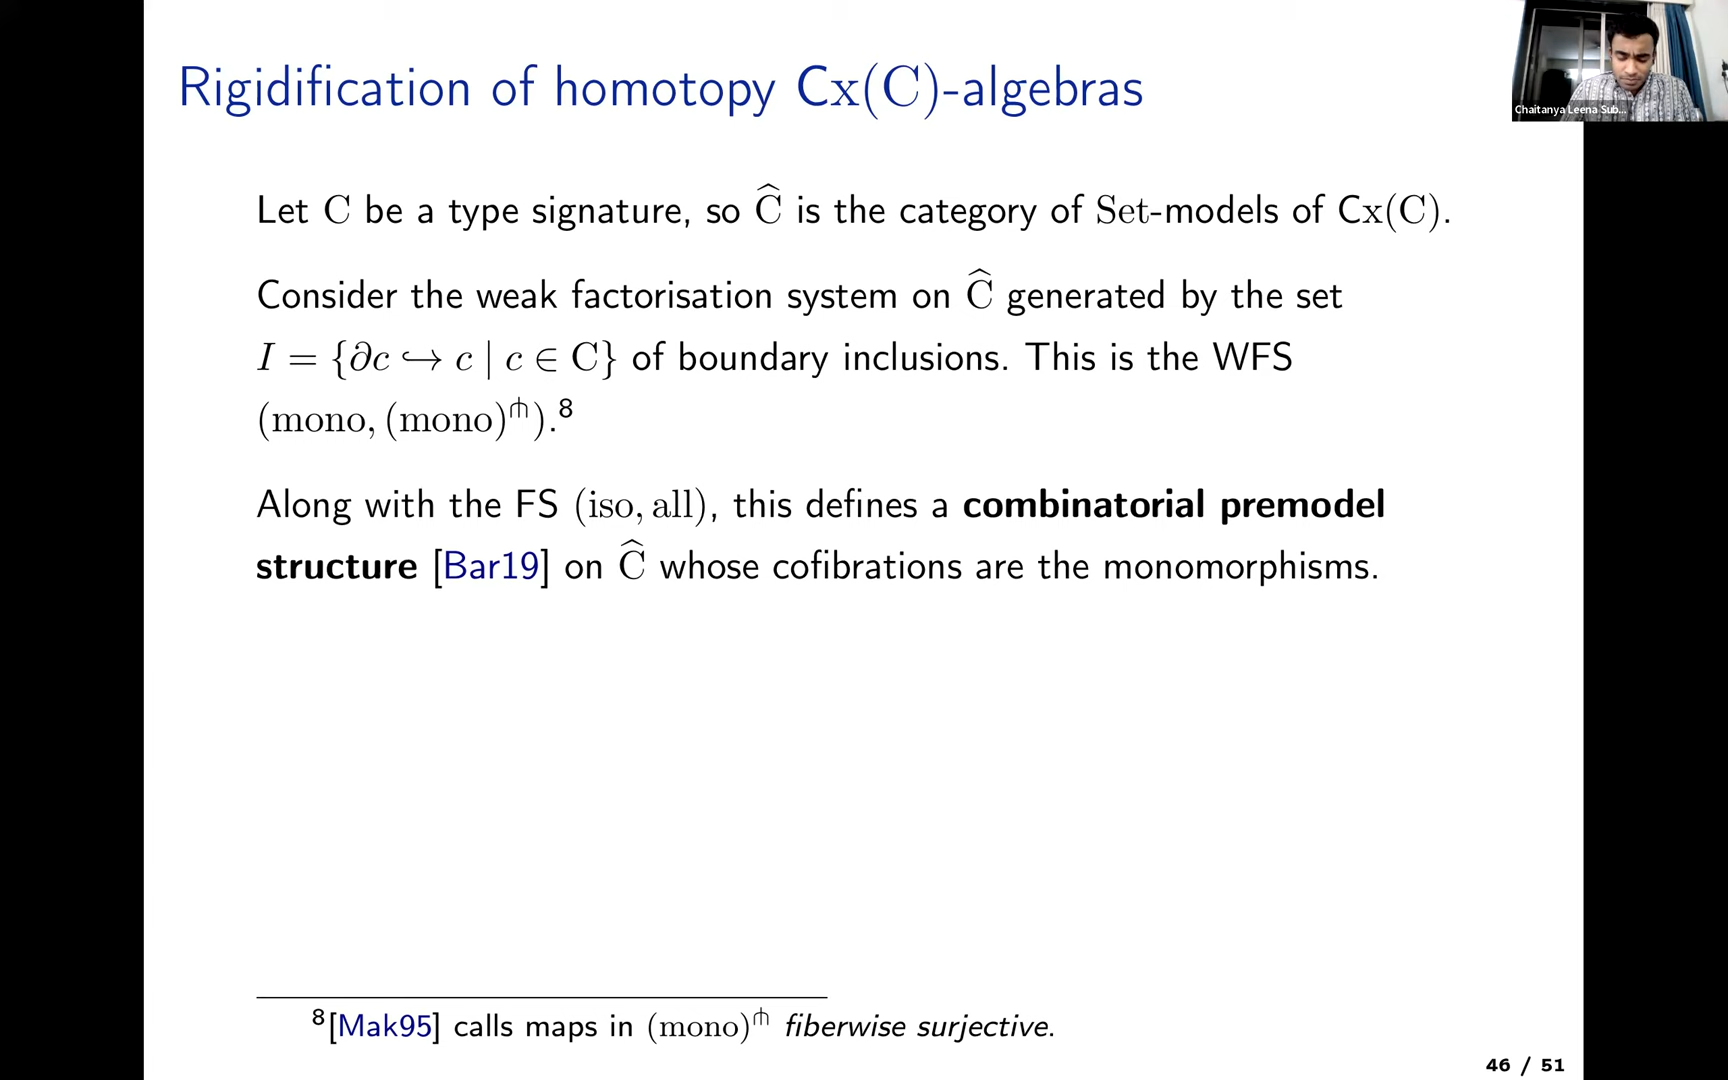 Rigidification of homotopy Cx(C)-algebras
Chaitanya Leena Sub...
Let C be a type signature, so Ĉ is the category of Set-models of Cx(C).
Consider the weak factorisation system on Ĉ generated by the set
I = {∂c ↪ c | c ∈ C} of boundary inclusions. This is the WFS
(mono, (mono)^⋔).⁸
Along with the FS (iso, all), this defines a combinatorial premodel
structure [Bar19] on Ĉ whose cofibrations are the monomorphisms.
⁸[Mak95] calls maps in (mono)^⋔ fiberwise surjective.
46 / 51